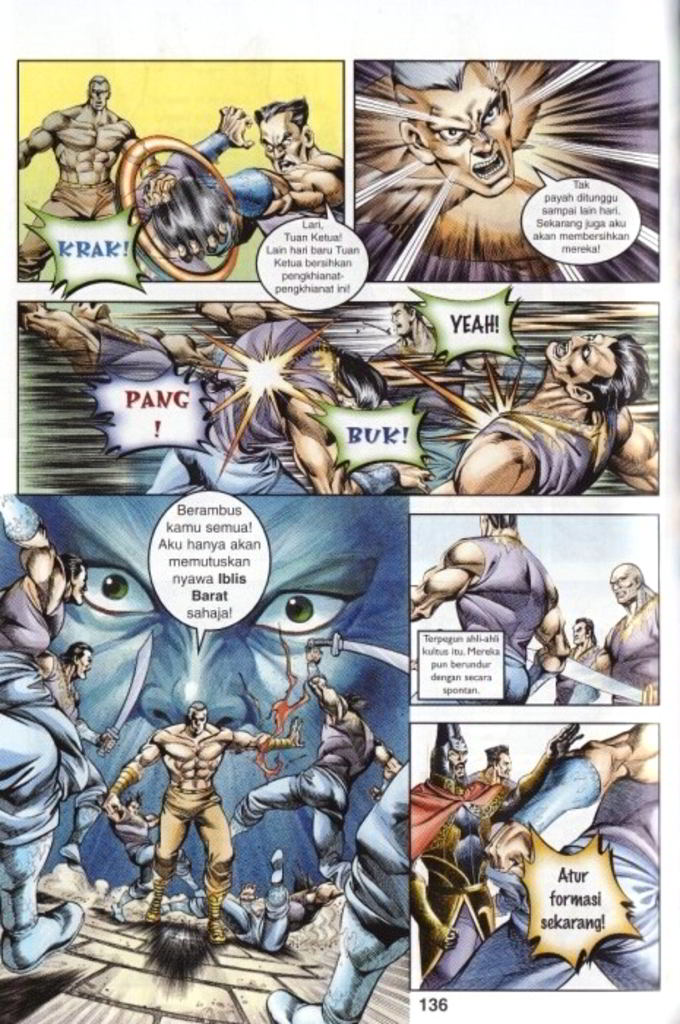 KRAK!
Lari,
Tuan Ketua!
Lain hari baru Tuan
Ketua bersihkan
pengkhianat-
pengkhianat ini!
Tak
payah ditunggu
sampai lain hari.
Sekarang juga aku
akan membersihkan
mereka!
PANG
!
BUK!
YEAH!
Berambus
kamu semua!
Aku hanya akan
memutuskan
nyawa Iblis
Barat
sahaja!
Terpegun ahli-ahli
kultus itu. Mereka
pun berundur
dengan secara
spontan.
Atur
formasi
sekarang!
136